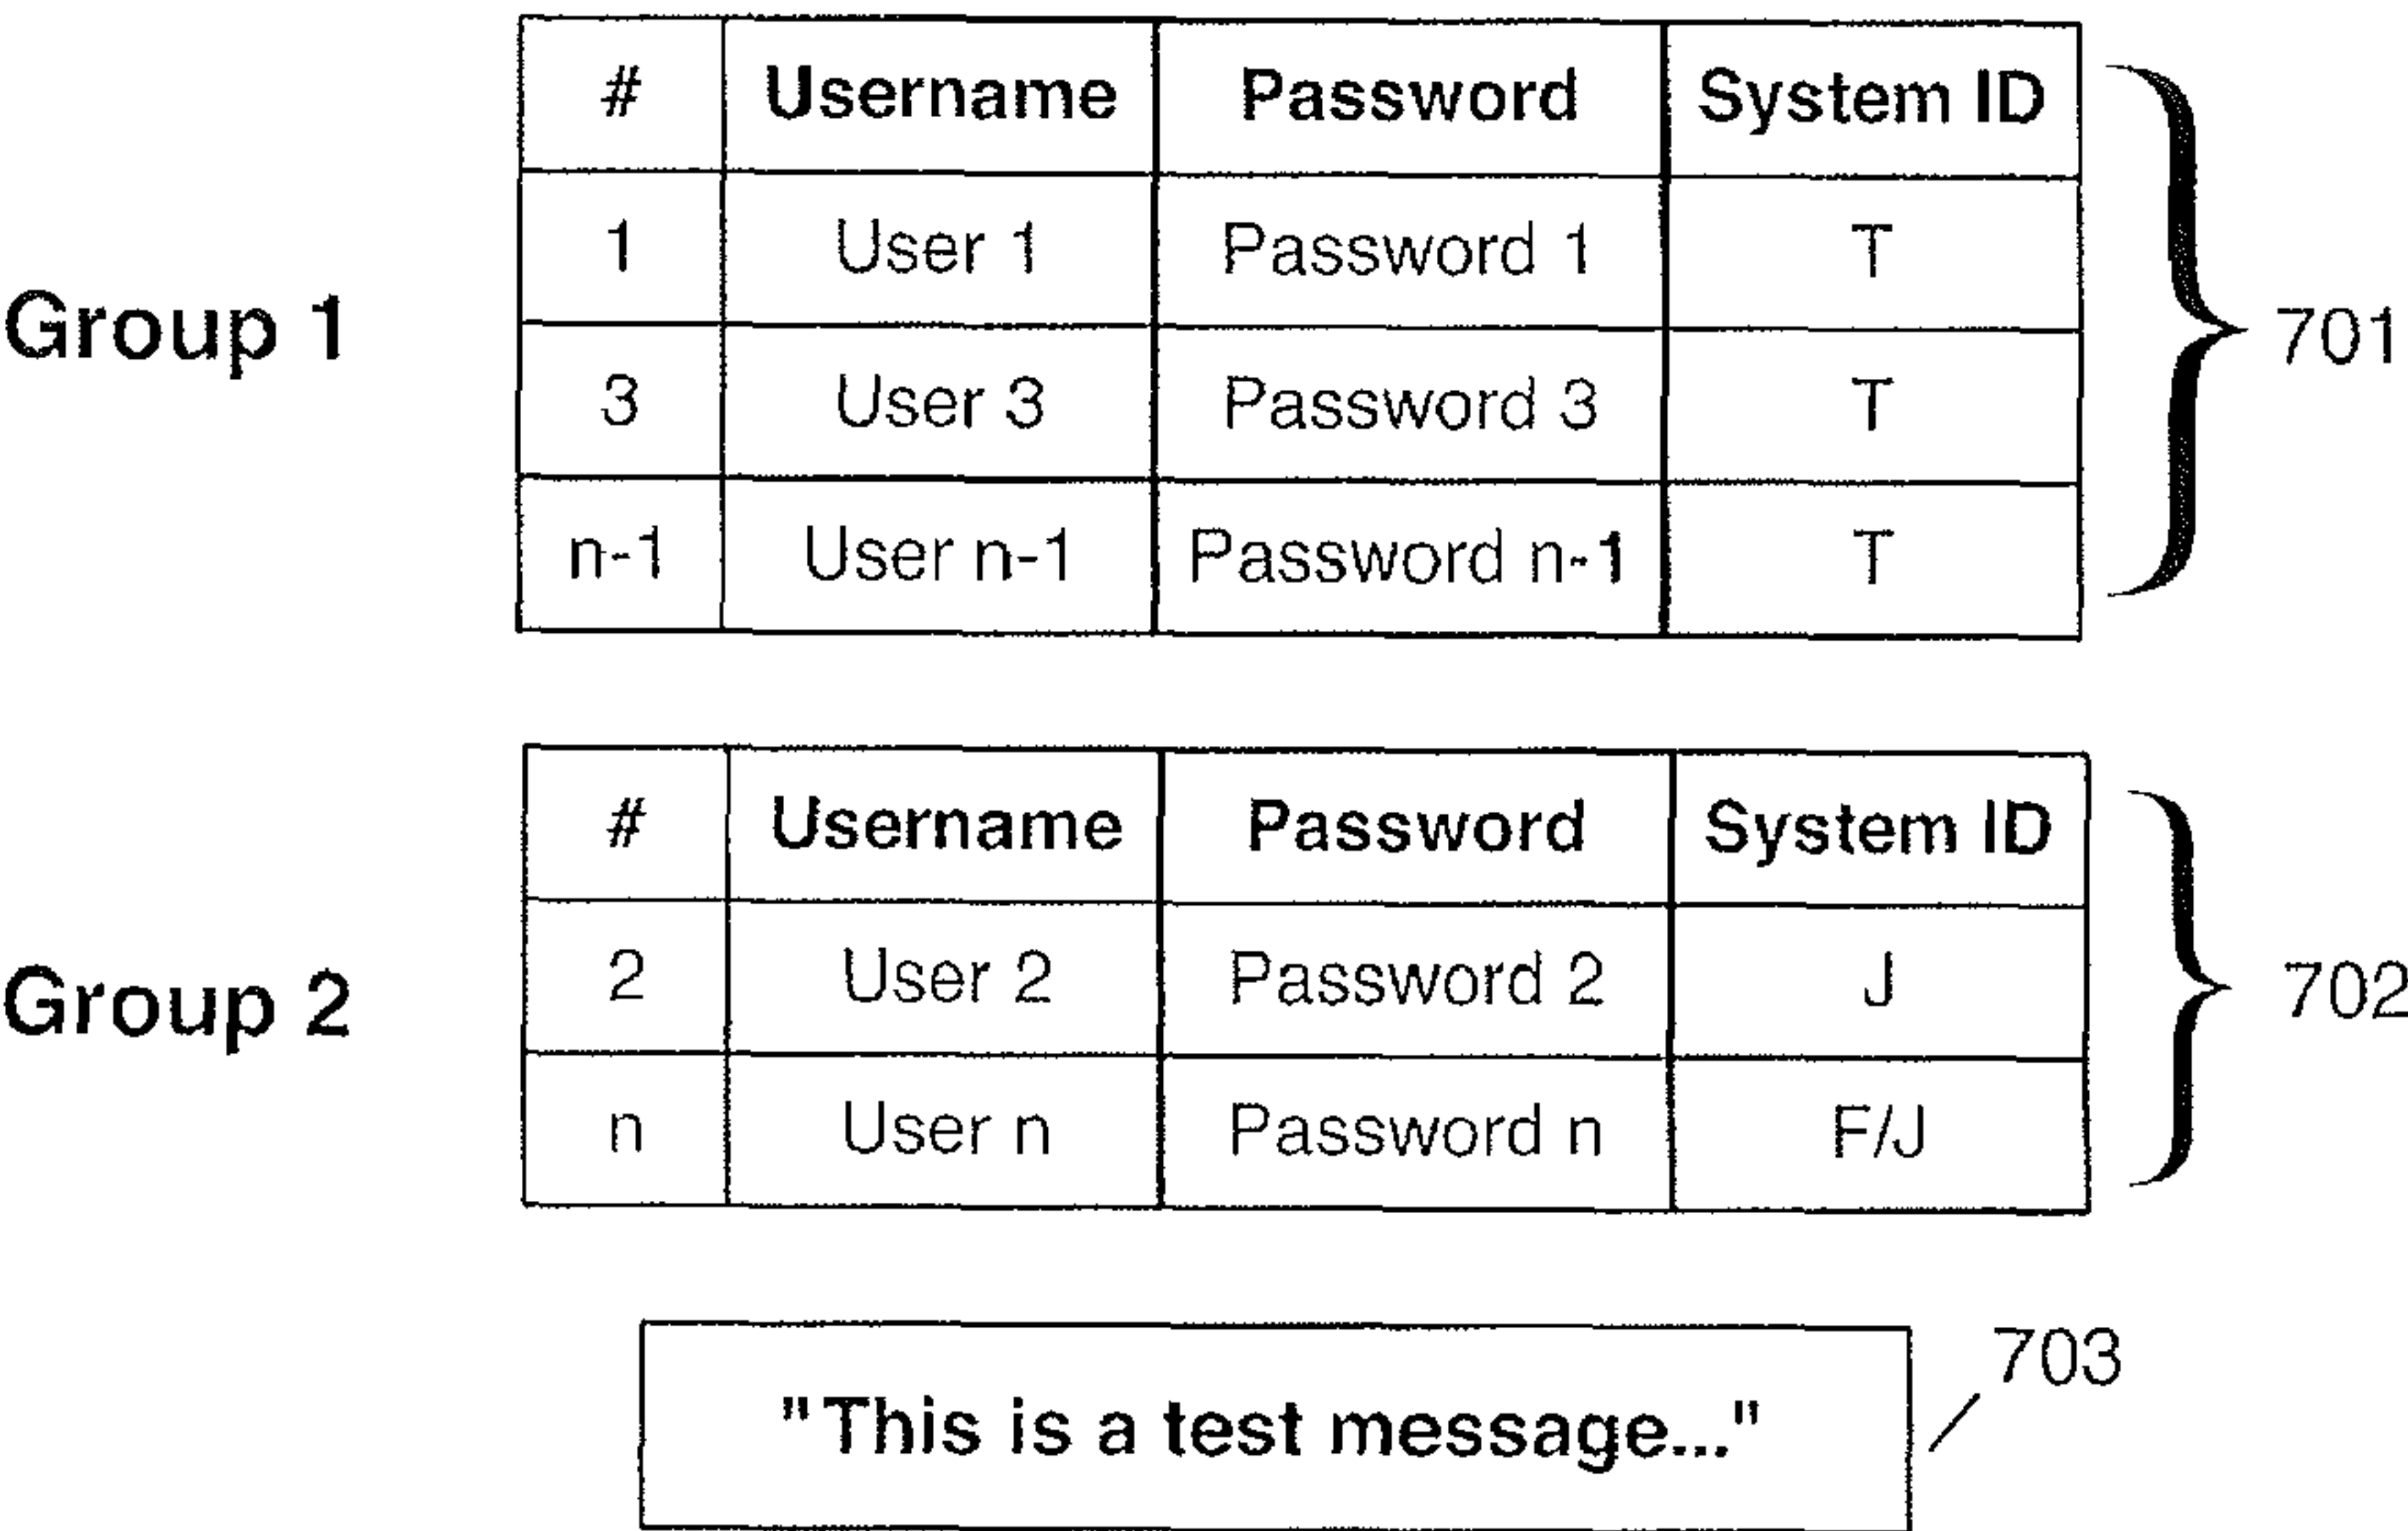 # Username Password System ID
1 User 1 Password 1 T
Group 1 701
3 User 3 Password 3 T
n-1 User n-1 Password n-1 T
# Username Password System ID
2 User 2 Password 2 J
Group 2 702
n User n Password n F/J
703
"This is a test message..."